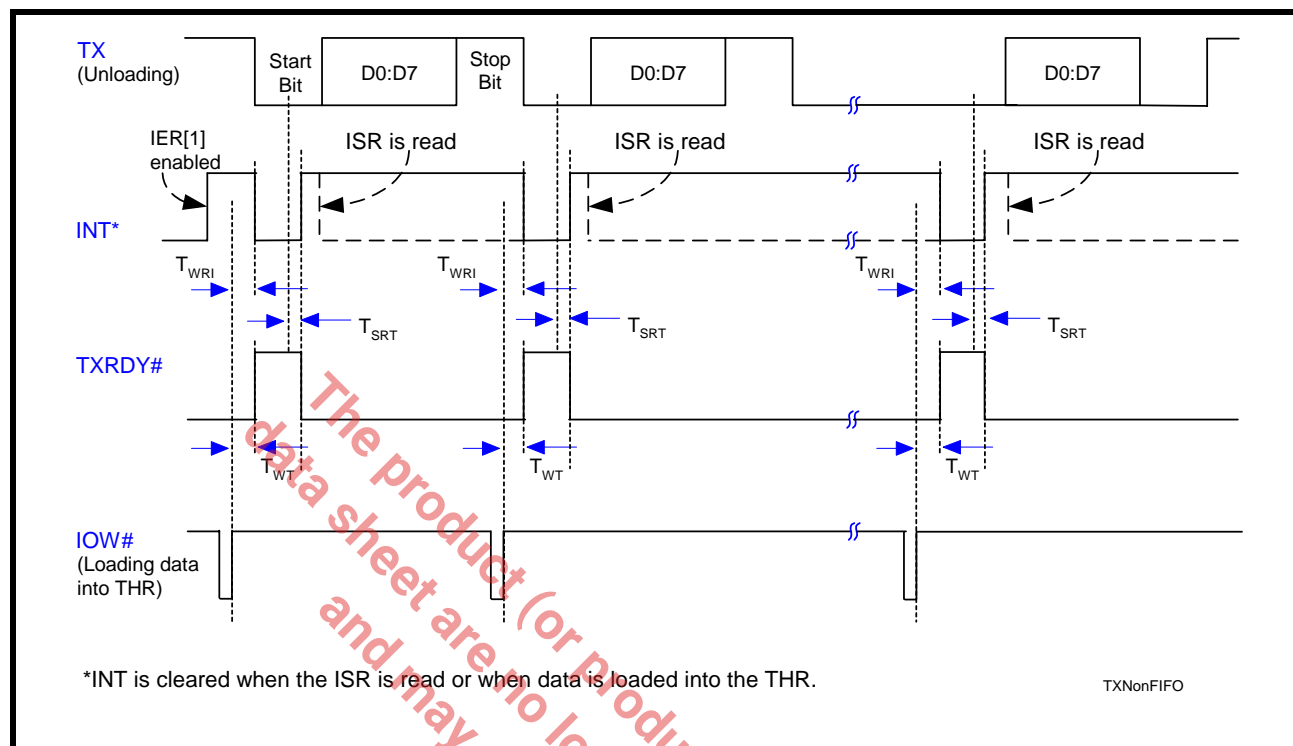 TX
(Unloading)
Start
Bit
D0:D7
Stop
Bit
D0:D7
D0:D7
IER[1]
enabled
ISR is read
ISR is read
ISR is read
INT*
TWRI
TWRI
TWRI
TSRT
TSRT
TSRT
TXRDY#
TWT
TWT
TWT
IOW#
(Loading data
into THR)
*INT is cleared when the ISR is read or when data is loaded into the THR.
TXNonFIFO
The product (or produ
data sheet are no lo
and may